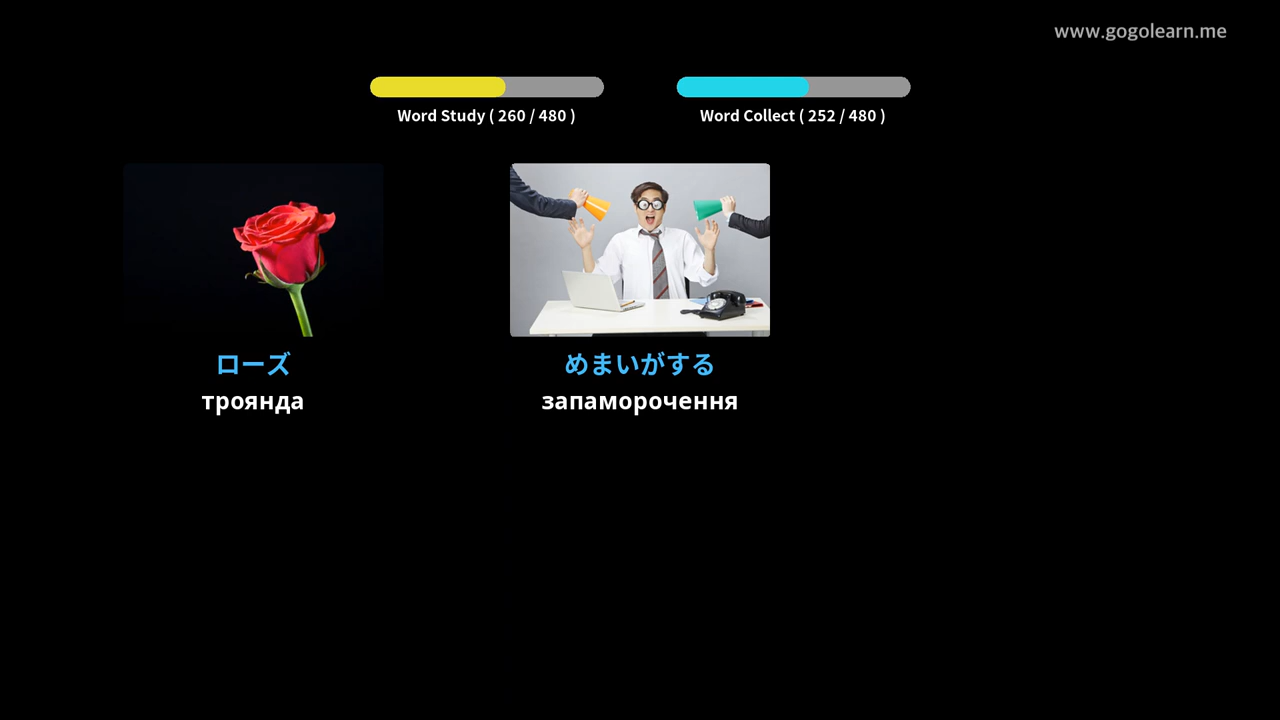 www.gogolearn.me
Word Study ( 260 / 480 )
Word Collect ( 252 / 480 )
ローズ
троянда
めまいがする
запаморочення